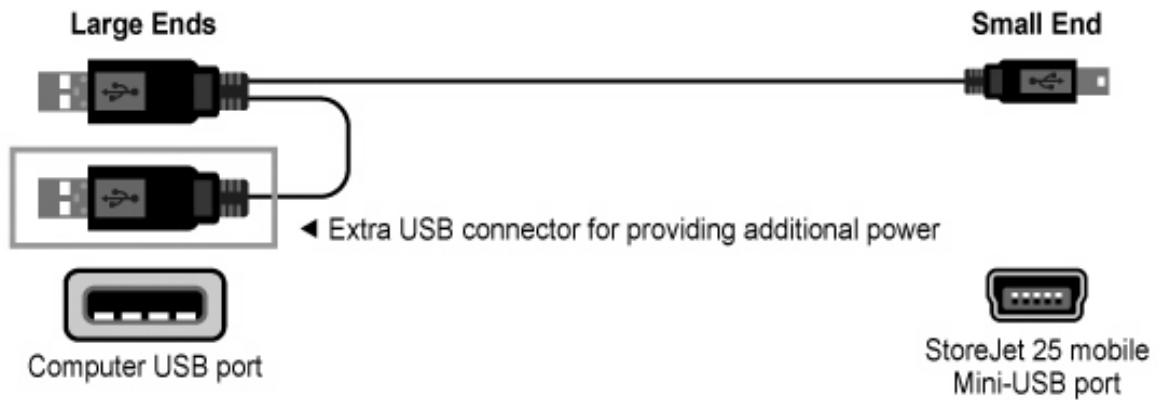 Large Ends
Small End
◄ Extra USB connector for providing additional power
Computer USB port
StoreJet 25 mobile
Mini-USB port